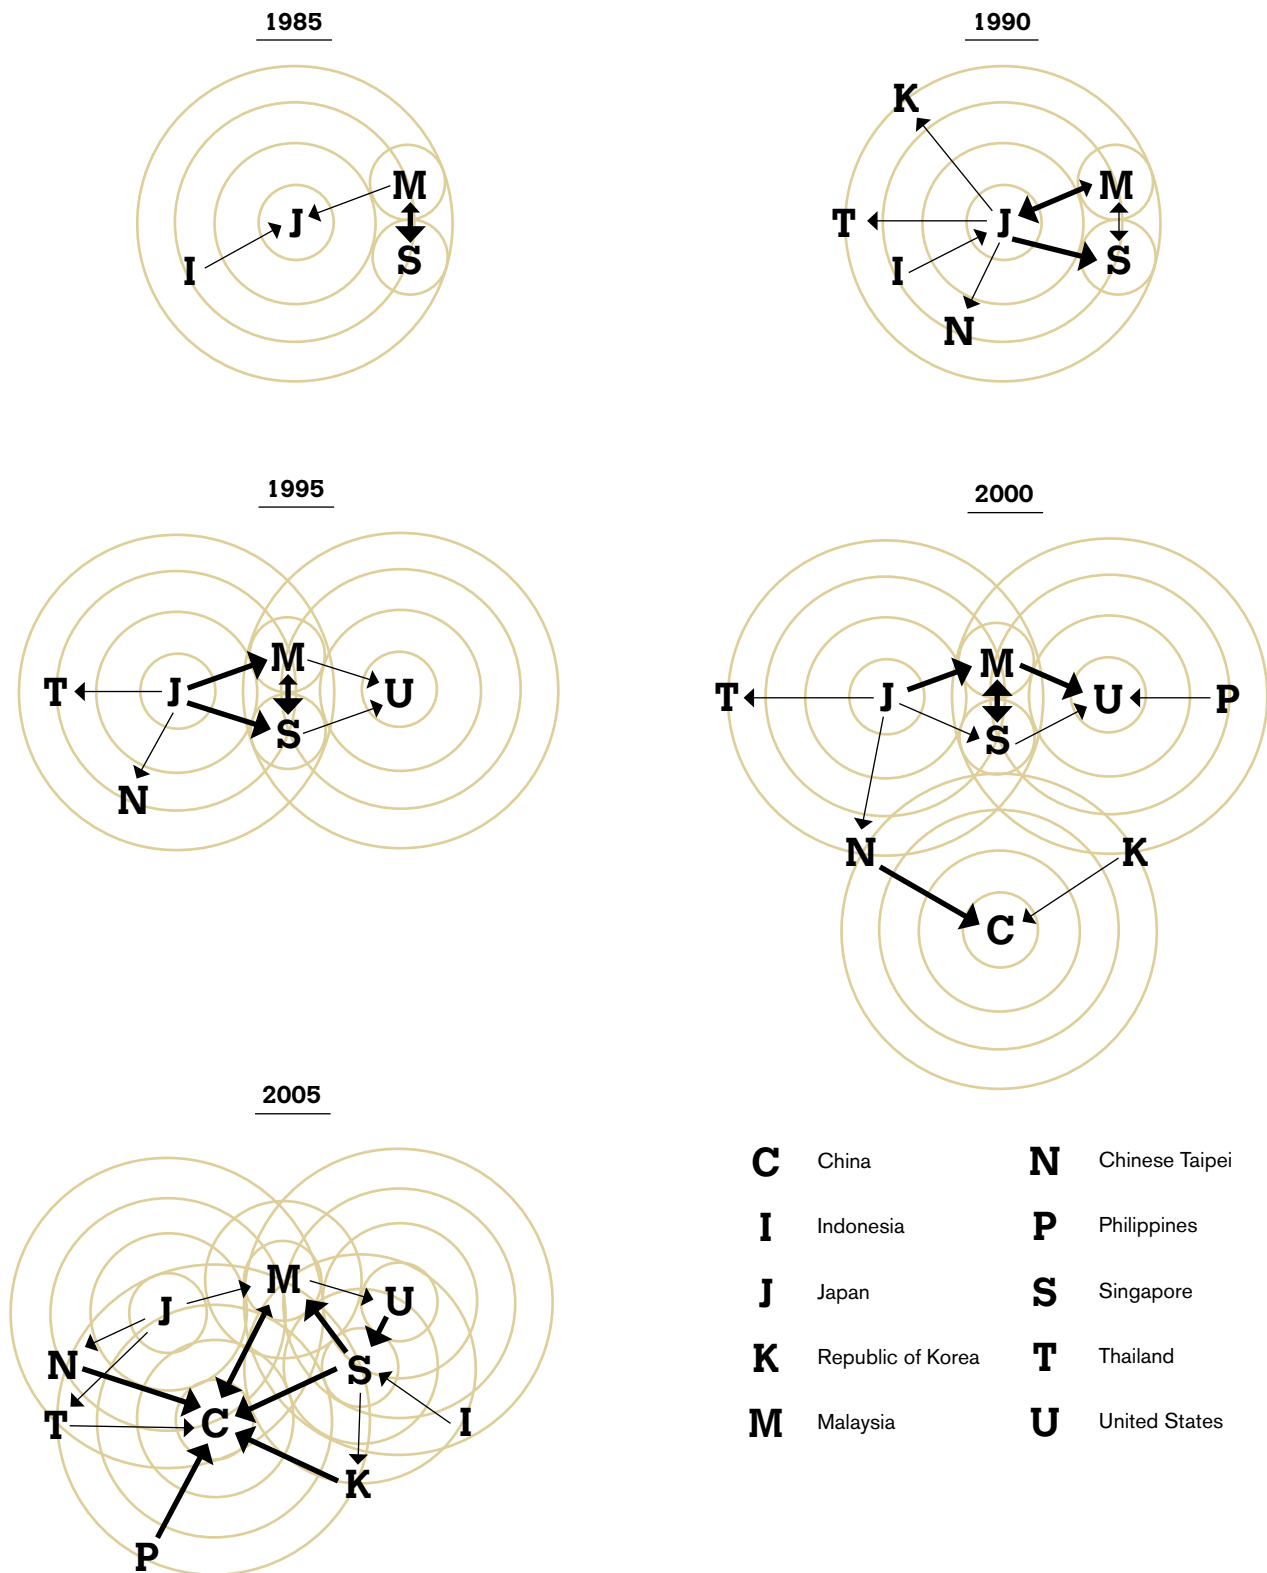 1985
J
M
S
I
1990
K
T
J
M
I
S
N
1995
T
J
M
U
S
N
2000
T
J
M
U
P
S
N
K
C
2005
M
J
U
N
S
T
C
I
K
P
C China
N Chinese Taipei
I Indonesia
P Philippines
J Japan
S Singapore
K Republic of Korea
T Thailand
M Malaysia
U United States